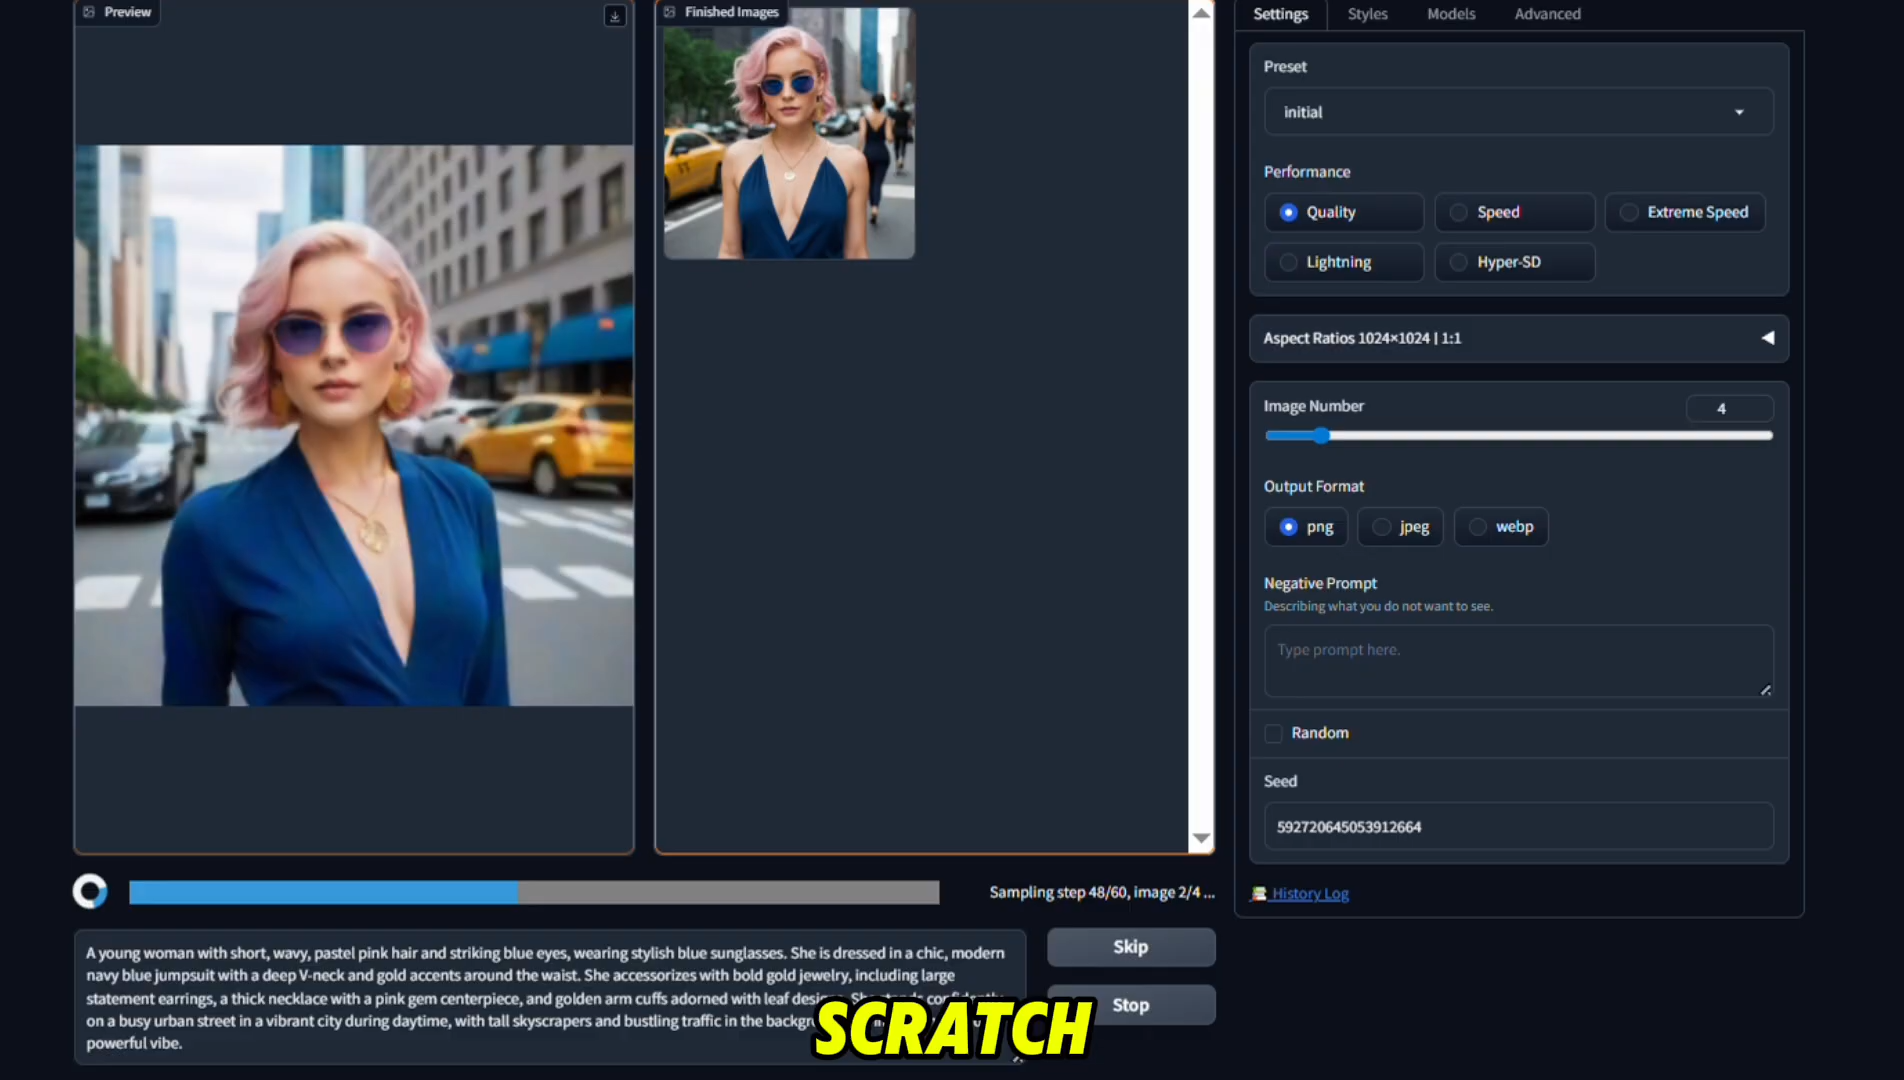 Preview
Finished Images
Settings
Styles
Models
Advanced
Preset
initial
Performance
Quality
Speed
Extreme Speed
Lightning
Hyper-SD
Aspect Ratios 1024×1024 | 1:1
Image Number
4
Output Format
png
jpeg
webp
Negative Prompt
Describing what you do not want to see.
Type prompt here.
Random
Seed
592720645053912664
History Log
Sampling step 48/60, image 2/4 ...
A young woman with short, wavy, pastel pink hair and striking blue eyes, wearing stylish blue sunglasses. She is dressed in a chic, modern
navy blue jumpsuit with a deep V-neck and gold accents around the waist. She accessorizes with bold gold jewelry, including large
statement earrings, a thick necklace with a pink gem centerpiece, and golden arm cuffs adorned with leaf
on a busy urban street in a vibrant city during daytime, with tall skyscrapers and bustling traffic in the
powerful vibe.
Skip
Stop
SCRATCH